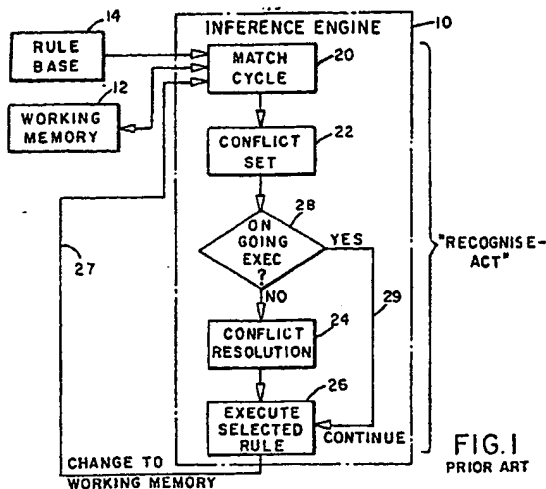 14
RULE
BASE
12
WORKING
MEMORY
INFERENCE ENGINE
10
MATCH
CYCLE
20
CONFLICT
SET
22
ON
GOING
EXEC
?
28
YES
NO
29
CONFLICT
RESOLUTION
24
EXECUTE
SELECTED
RULE
26
CONTINUE
27
CHANGE TO
WORKING MEMORY
"RECOGNISE-
ACT"
FIG.1
PRIOR ART